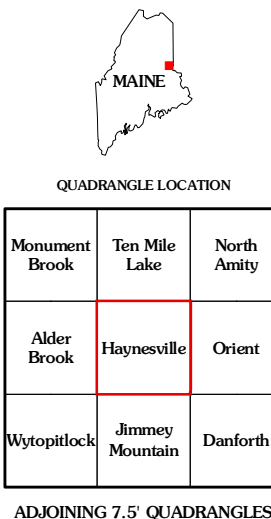 MAINE
QUADRANGLE LOCATION
Monument
Brook
Ten Mile
Lake
North
Amity
Alder
Brook
Haynesville
Orient
Wytopitlock
Jimmey
Mountain
Danforth
ADJOINING 7.5' QUADRANGLES